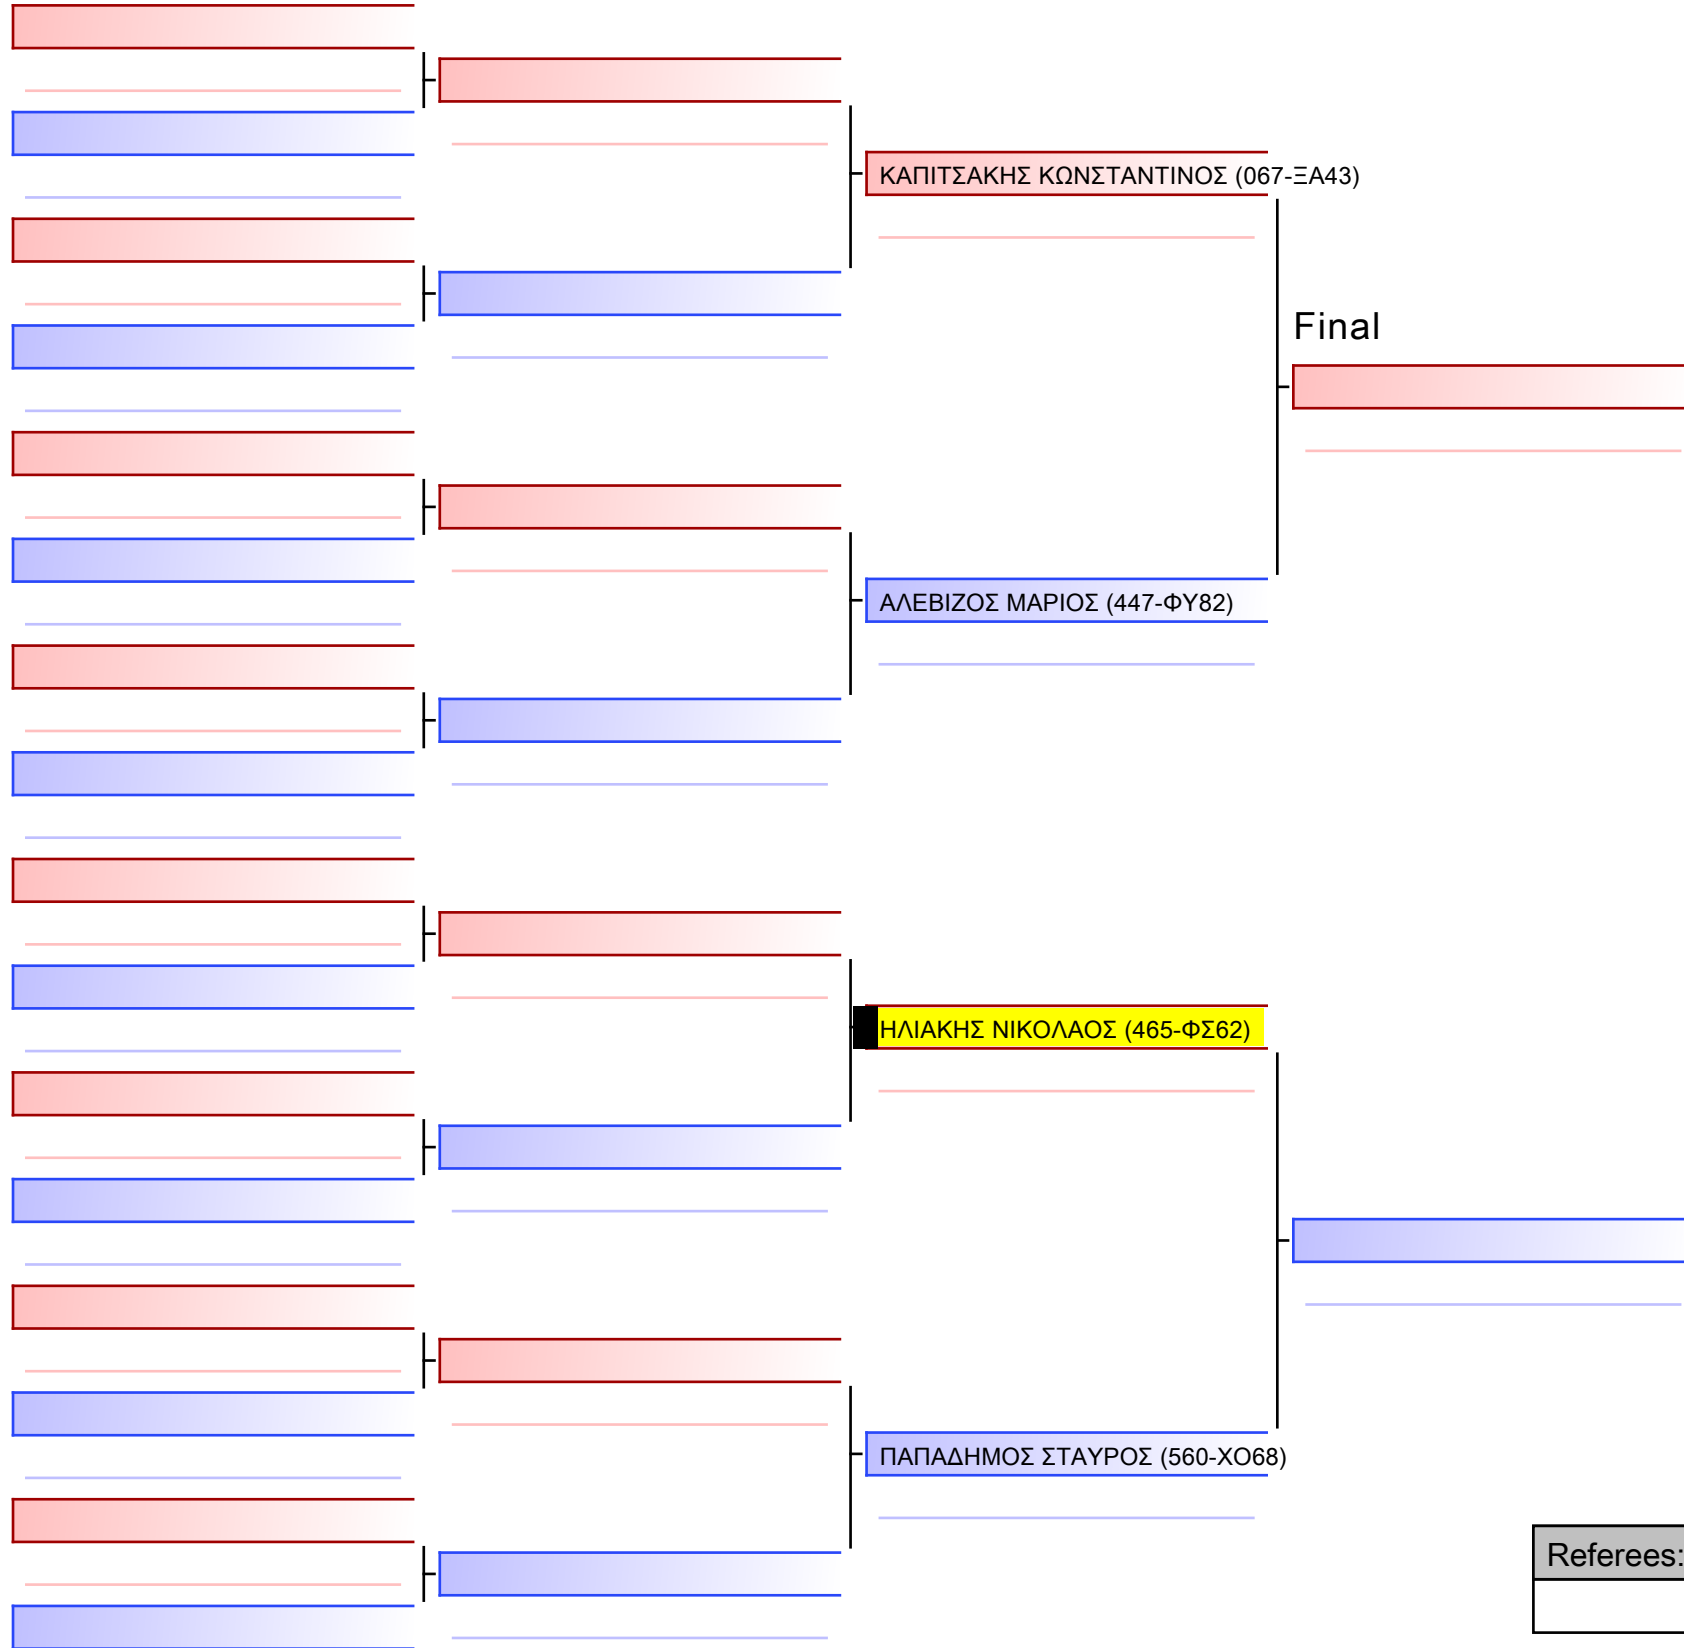 ΚΑΠΙΤΣΑΚΗΣ ΚΩΝΣΤΑΝΤΙΝΟΣ (067-ΞΑ43)
Final
ΑΛΕΒΙΖΟΣ ΜΑΡΙΟΣ (447-ΦΥ82)
ΗΛΙΑΚΗΣ ΝΙΚΟΛΑΟΣ (465-ΦΣ62)
ΠΑΠΑΔΗΜΟΣ ΣΤΑΥΡΟΣ (560-ΧΟ68)
Referees: